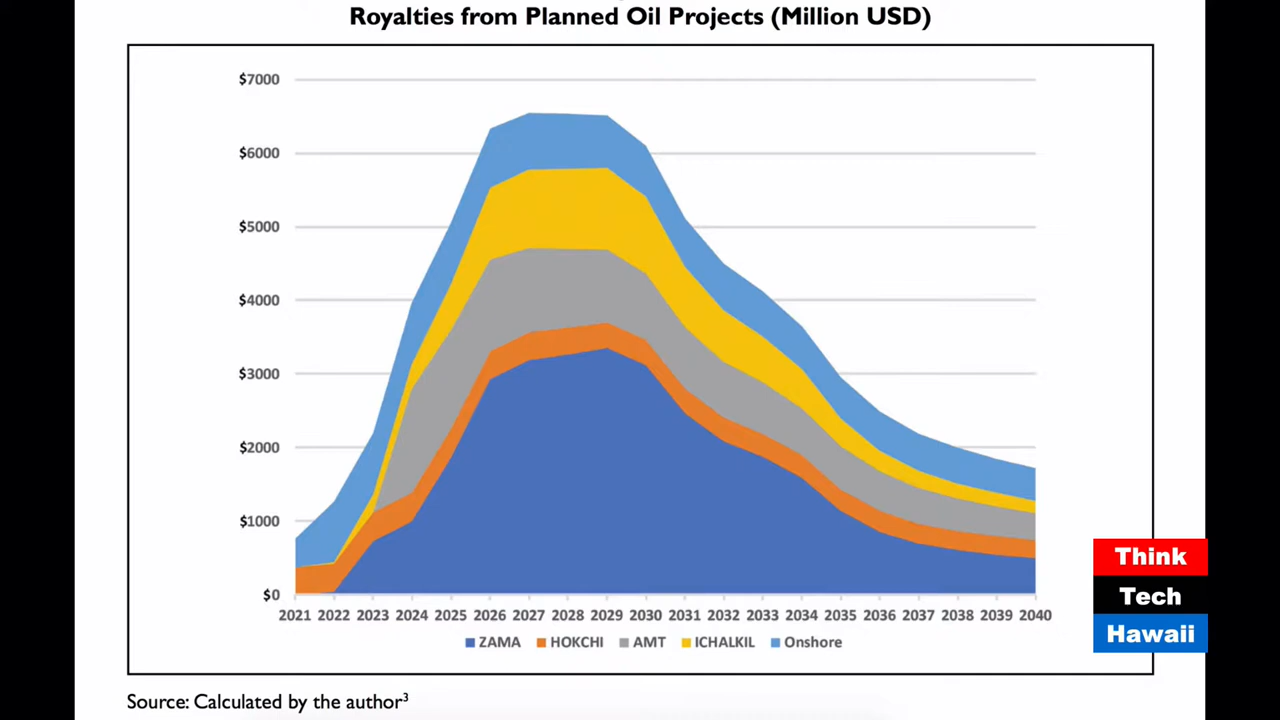 Royalties from Planned Oil Projects (Million USD)
$7000
$6000
$5000
$4000
$3000
$2000
$1000
$0
2021 2022 2023 2024 2025 2026 2027 2028 2029 2030 2031 2032 2033 2034 2035 2036 2037 2038 2039 2040
ZAMA HOKCHI AMT ICHALKIL Onshore
Think
Tech
Hawaii
Source: Calculated by the author³